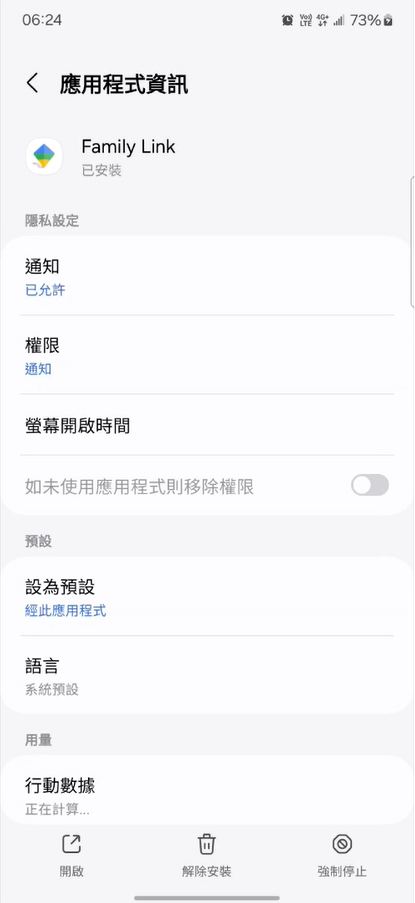 06:24
Vo))
LTE
4G+
73%
應用程式資訊
Family Link
已安裝
隱私設定
通知
已允許
權限
通知
螢幕開啟時間
如未使用應用程式則移除權限
預設
設為預設
經此應用程式
語言
系統預設
用量
行動數據
正在計算...
開啟
解除安裝
強制停止